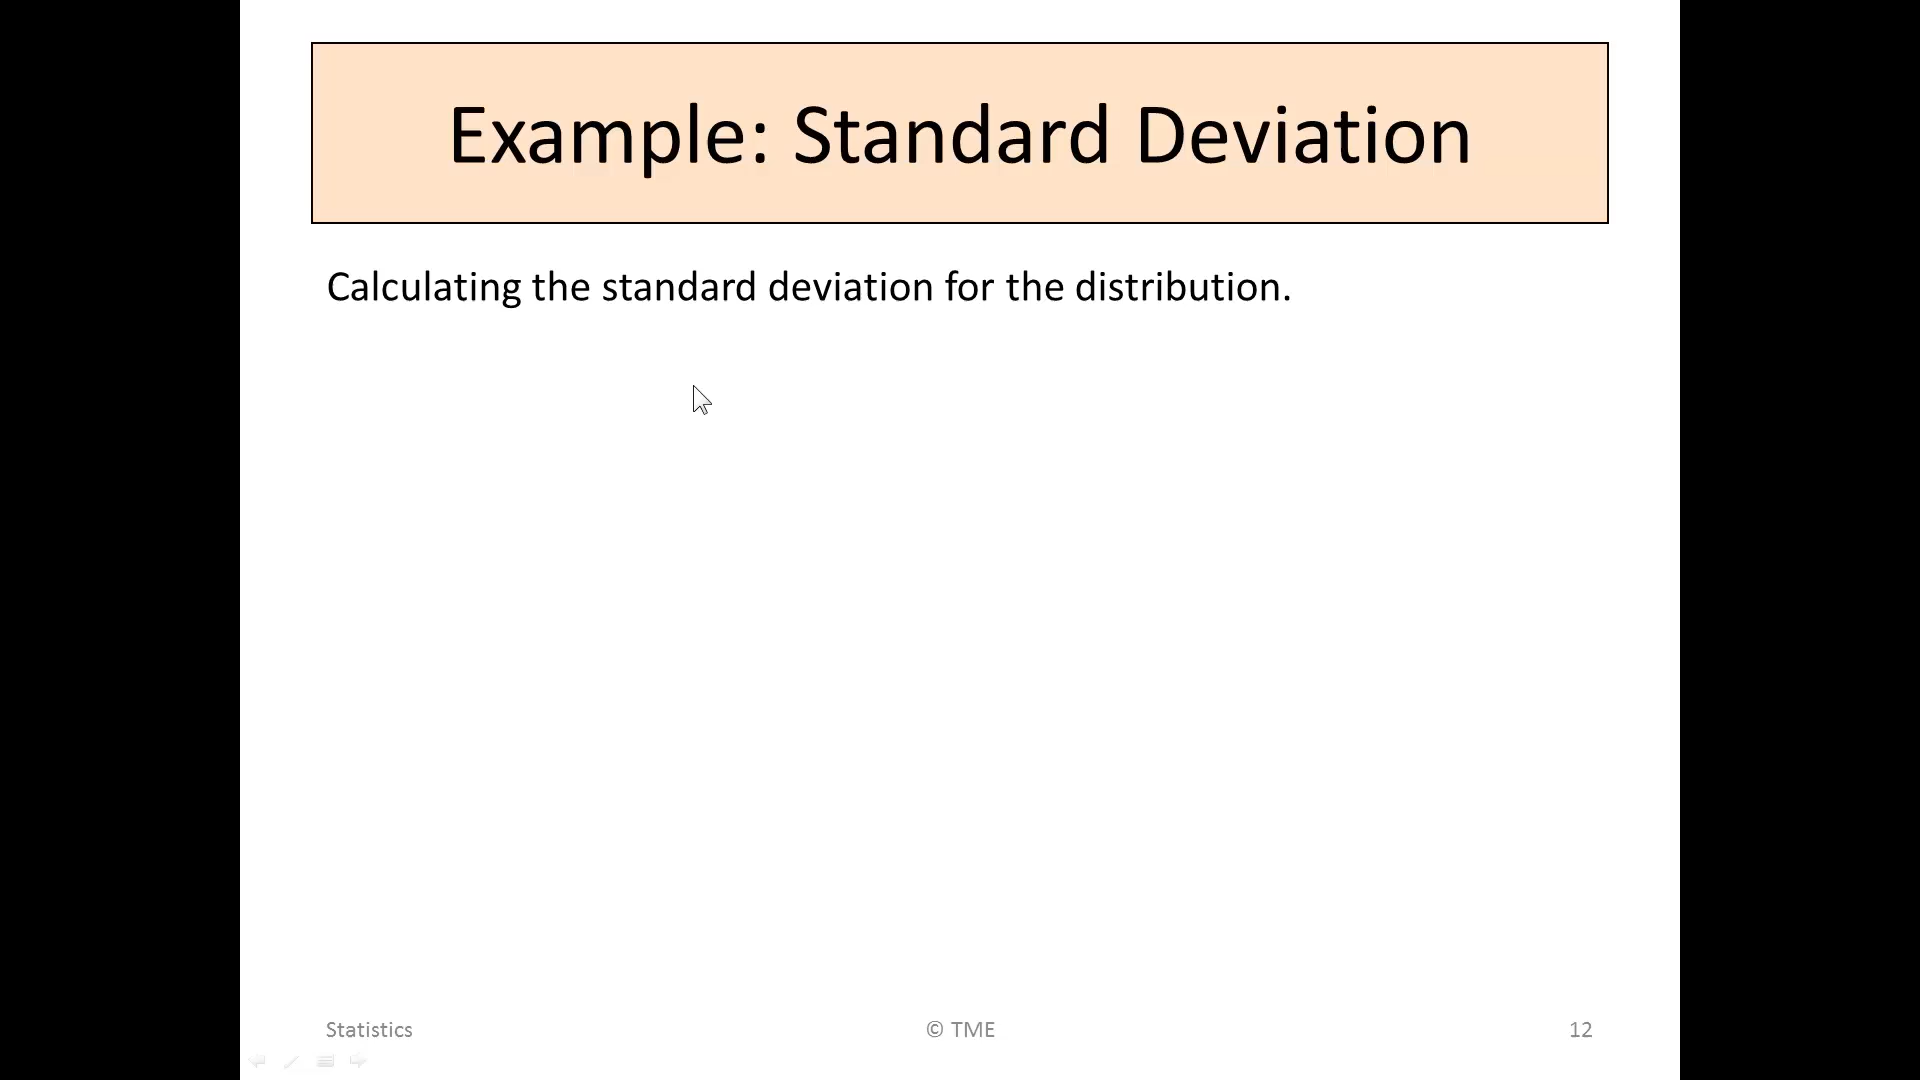 Example: Standard Deviation
Calculating the standard deviation for the distribution.
Statistics
© TME
12